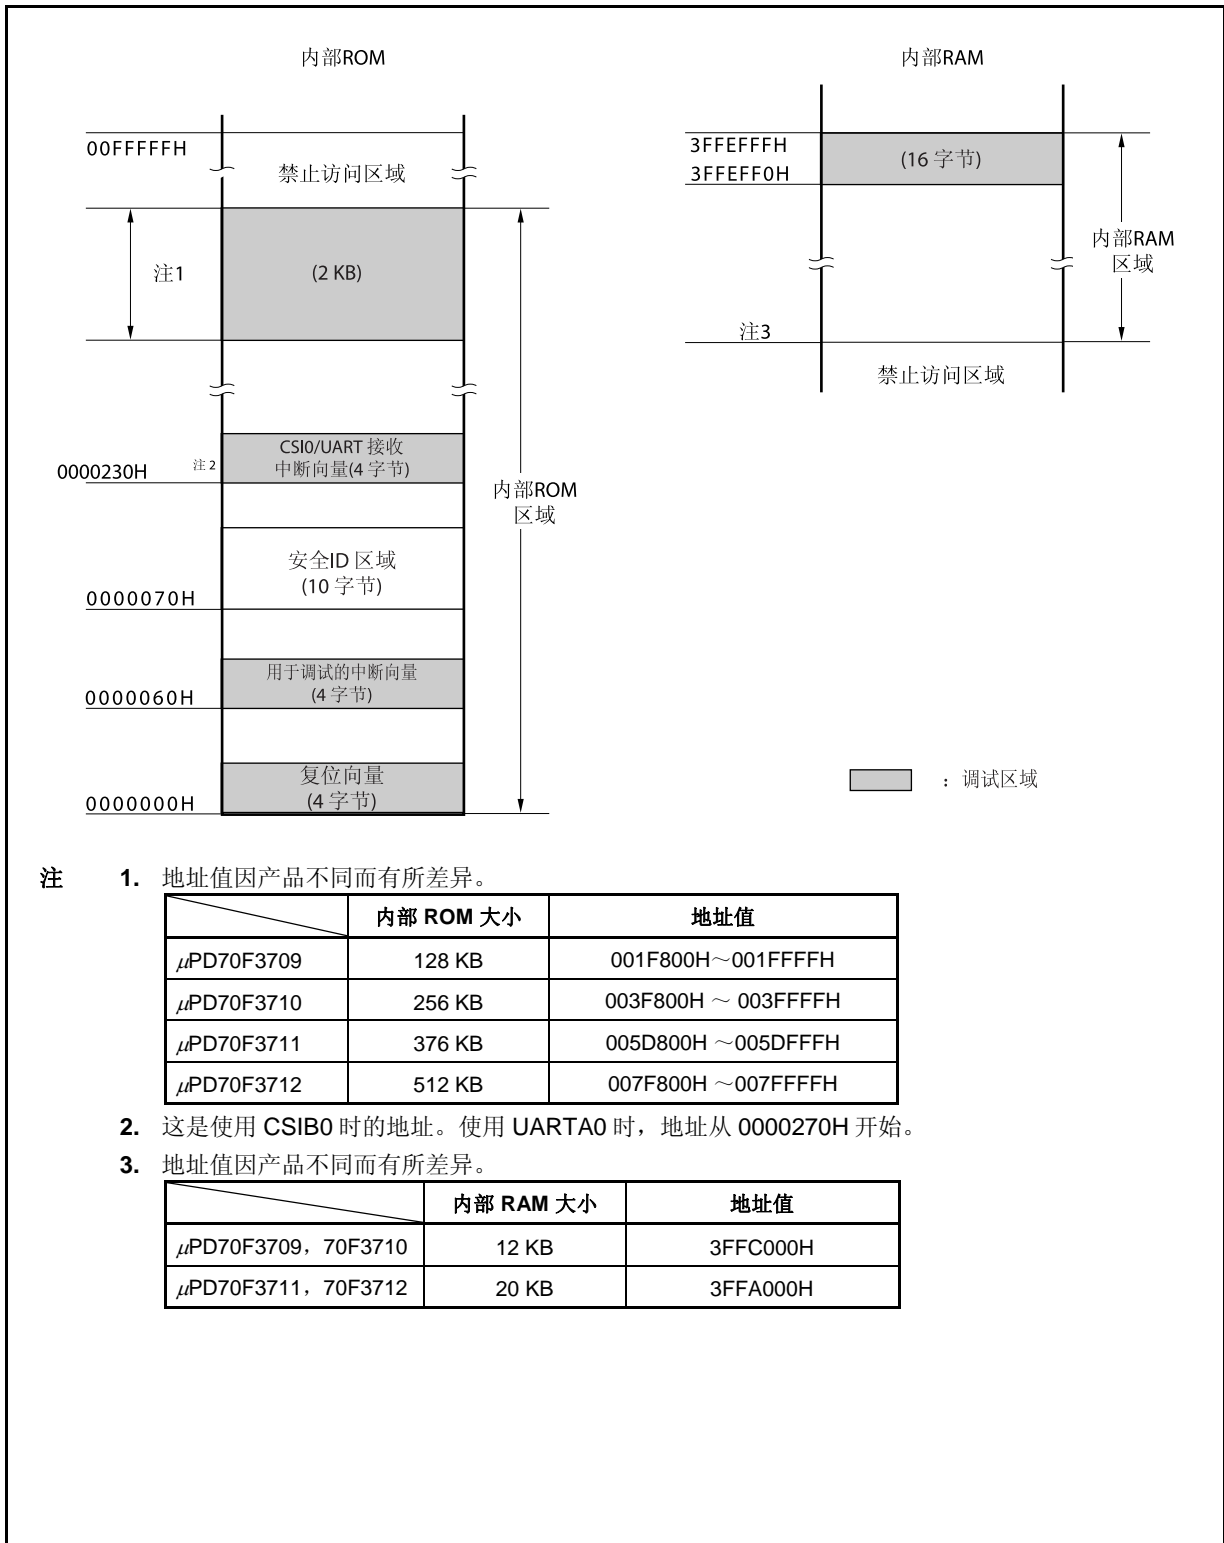 内部ROM
00FFFFFH
禁止访问区域
注1
(2 KB)
CSI0/UART 接收
中断向量(4 字节)
0000230H
注 2
内部ROM
区域
安全ID 区域
(10 字节)
0000070H
用于调试的中断向量
(4 字节)
0000060H
复位向量
(4 字节)
0000000H
内部RAM
3FFEFFFH
(16 字节)
3FFEFF0H
内部RAM
区域
注3
禁止访问区域
：调试区域
注 1. 地址值因产品不同而有所差异。
内部 ROM 大小 地址值
μPD70F3709 128 KB 001F800H～001FFFFH
μPD70F3710 256 KB 003F800H ～ 003FFFFH
μPD70F3711 376 KB 005D800H ～005DFFFH
μPD70F3712 512 KB 007F800H ～007FFFFH
2. 这是使用 CSIB0 时的地址。使用 UARTA0 时，地址从 0000270H 开始。
3. 地址值因产品不同而有所差异。
内部 RAM 大小 地址值
μPD70F3709，70F3710 12 KB 3FFC000H
μPD70F3711，70F3712 20 KB 3FFA000H